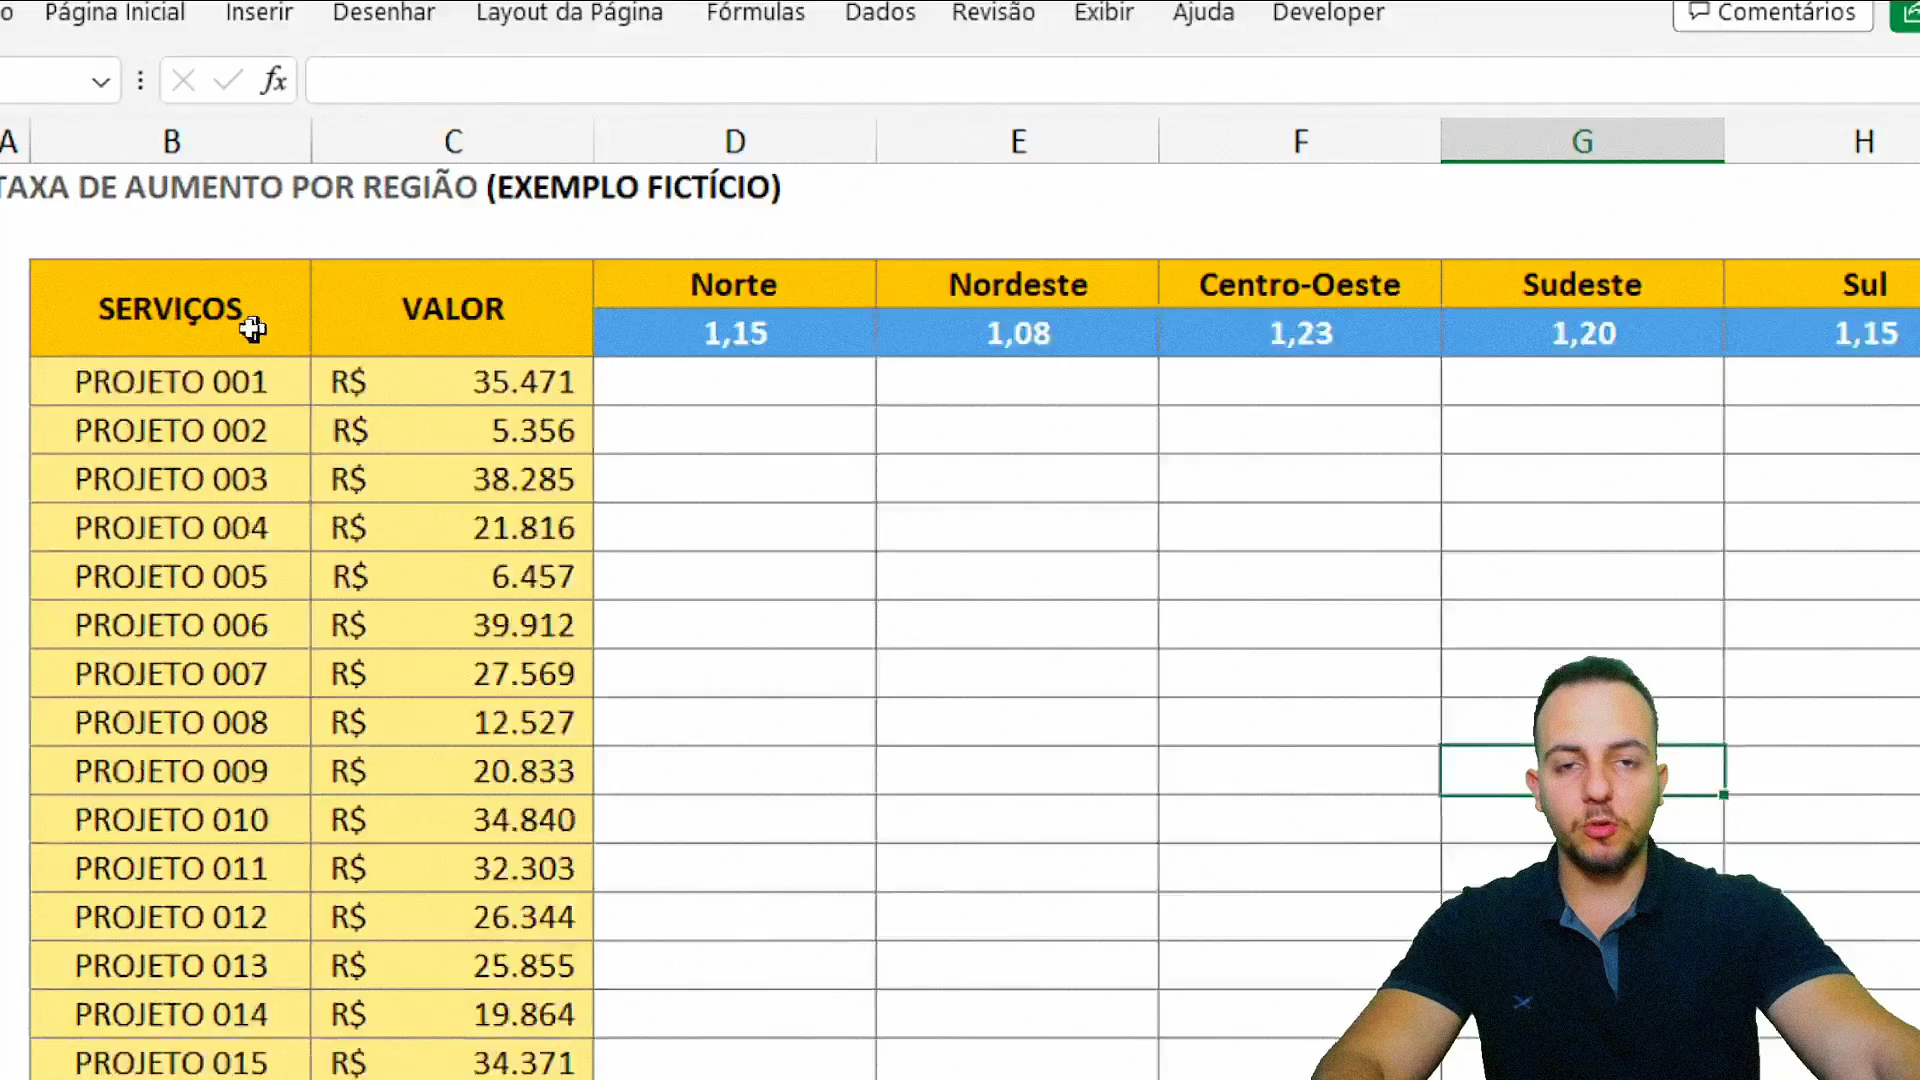 Página Inicial Inserir Desenhar Layout da Página Fórmulas Dados Revisão Exibir Ajuda Developer Comentários
fx
A B C D E F G H
TAXA DE AUMENTO POR REGIÃO (EXEMPLO FICTÍCIO)
SERVIÇOS VALOR Norte Nordeste Centro-Oeste Sudeste Sul
1,15 1,08 1,23 1,20 1,15
PROJETO 001 R$ 35.471
PROJETO 002 R$ 5.356
PROJETO 003 R$ 38.285
PROJETO 004 R$ 21.816
PROJETO 005 R$ 6.457
PROJETO 006 R$ 39.912
PROJETO 007 R$ 27.569
PROJETO 008 R$ 12.527
PROJETO 009 R$ 20.833
PROJETO 010 R$ 34.840
PROJETO 011 R$ 32.303
PROJETO 012 R$ 26.344
PROJETO 013 R$ 25.855
PROJETO 014 R$ 19.864
PROJETO 015 R$ 34.371